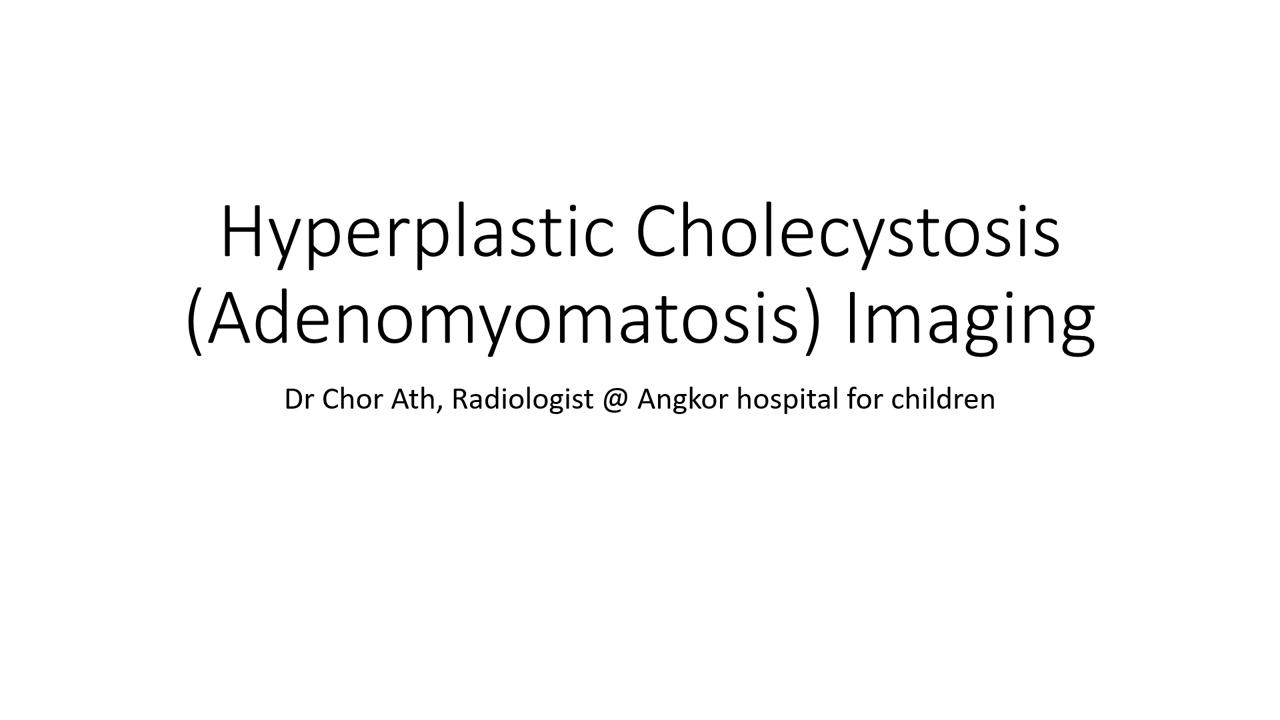 Hyperplastic Cholecystosis
(Adenomyomatosis) Imaging
Dr Chor Ath, Radiologist @ Angkor hospital for children